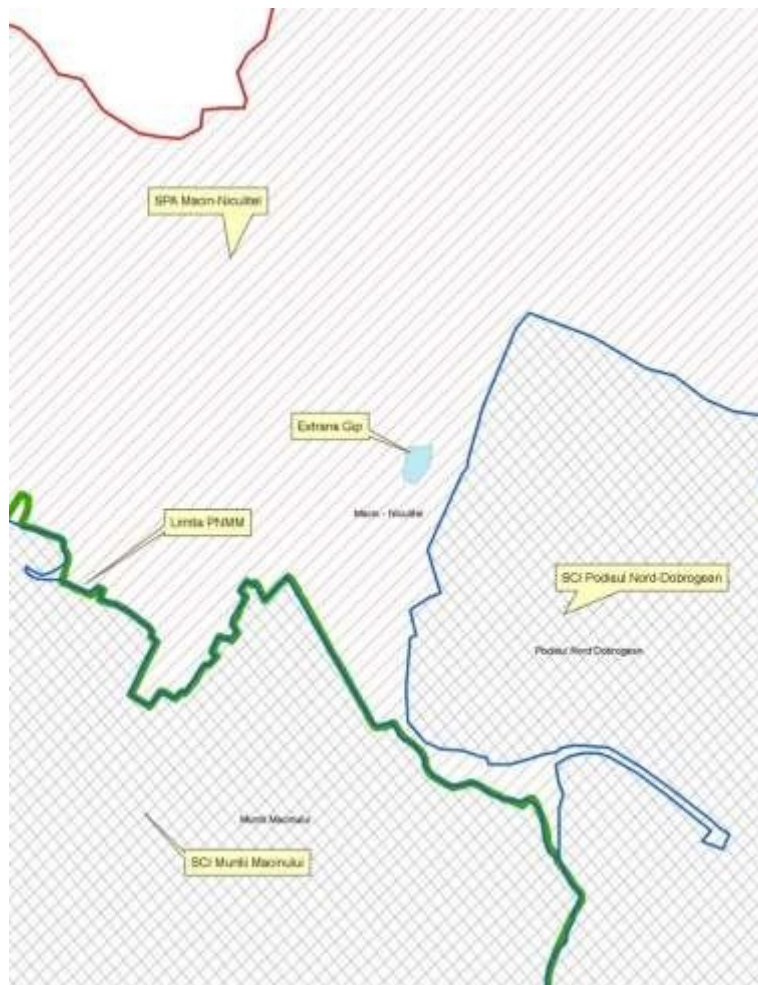 SPA Macin-Niculitel
Extrans Gip
Macin - Niculitel
Limita PNMM
SCI Podisul Nord-Dobrogean
Podisul Nord Dobrogean
Muntii Macinului
SCI Muntii Macinului